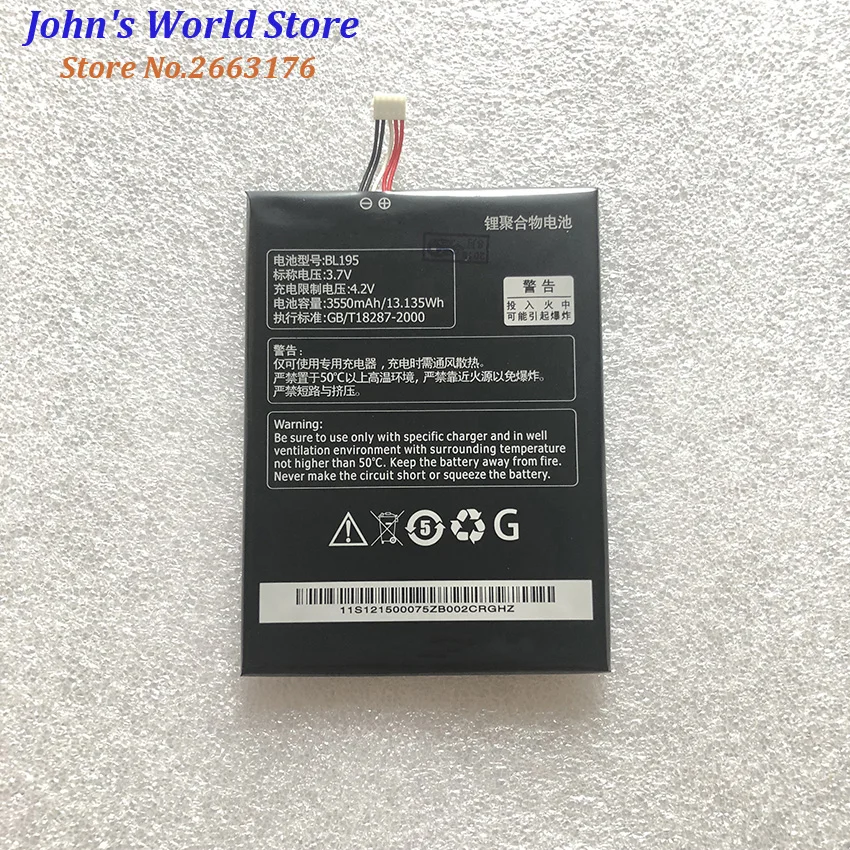 John's World Store
Store No.2663176
锂聚合物电池
电池型号:BL195
标称电压:3.7V
充电限制电压:4.2V
电池容量:3550mAh/13.135Wh
执行标准:GB/T18287-2000
警告
投入火中
可能引起爆炸
警告:
仅可使用专用充电器，充电时需通风散热。
严禁置于50℃以上高温环境，严禁靠近火源以免爆炸。
严禁短路与挤压。
Warning:
Be sure to use only with specific charger and in well
ventilation environment with surrounding temperature
not higher than 50℃. Keep the battery away from fire.
Never make the circuit short or squeeze the battery.
5
G
11S121500075ZB002CRGHZ